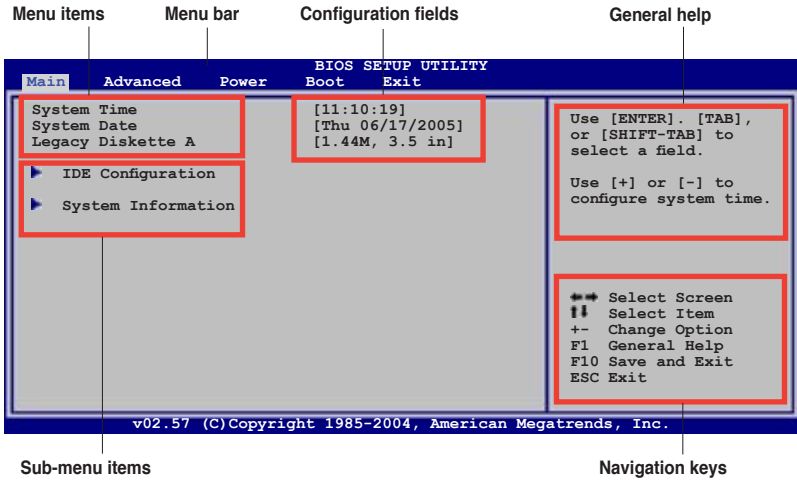 Menu items Menu bar Configuration fields General help
BIOS SETUP UTILITY
Main Advanced Power Boot Exit
System Time [11:10:19]
System Date [Thu 06/17/2005]
Legacy Diskette A [1.44M, 3.5 in]
IDE Configuration
System Information
Use [ENTER]. [TAB],
or [SHIFT-TAB] to
select a field.
Use [+] or [-] to
configure system time.
Select Screen
Select Item
+- Change Option
F1 General Help
F10 Save and Exit
ESC Exit
v02.57 (C)Copyright 1985-2004, American Megatrends, Inc.
Sub-menu items Navigation keys